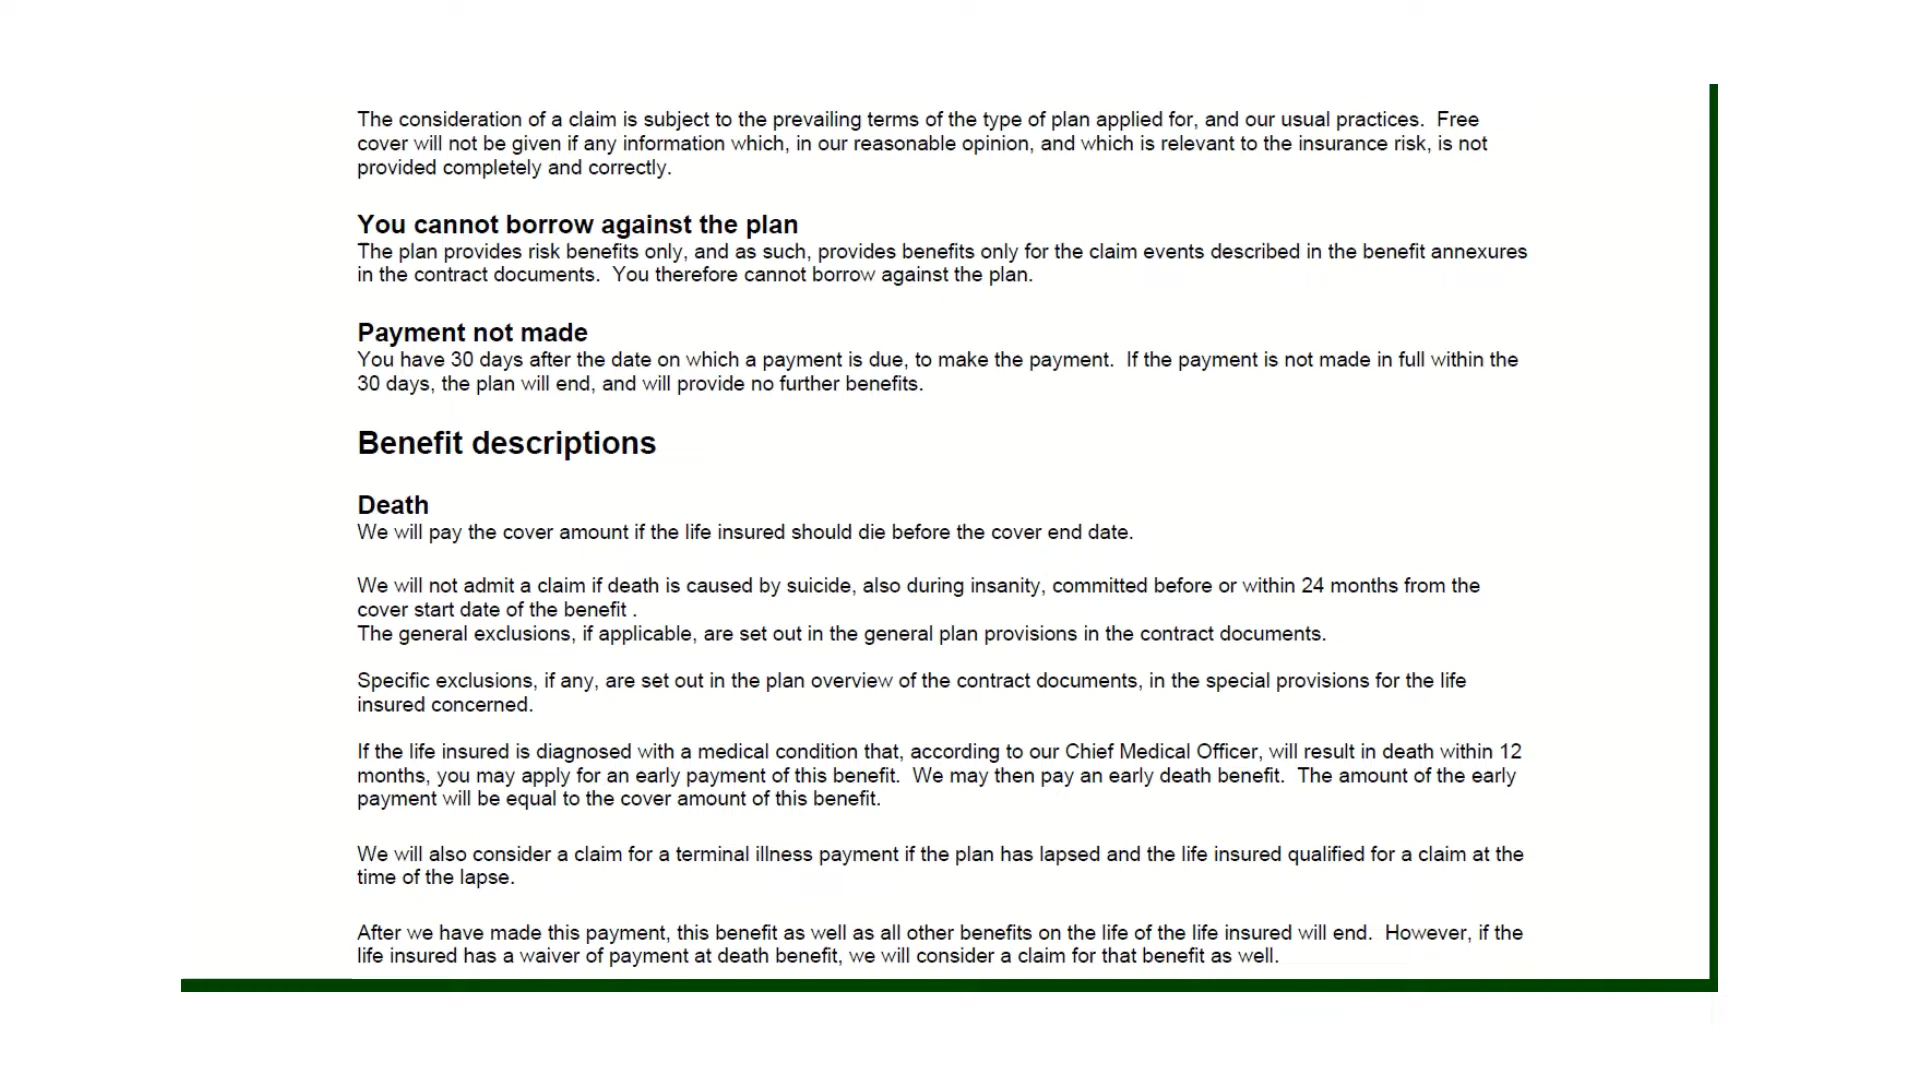 The consideration of a claim is subject to the prevailing terms of the type of plan applied for, and our usual practices.  Free
cover will not be given if any information which, in our reasonable opinion, and which is relevant to the insurance risk, is not
provided completely and correctly.
You cannot borrow against the plan
The plan provides risk benefits only, and as such, provides benefits only for the claim events described in the benefit annexures
in the contract documents.  You therefore cannot borrow against the plan.
Payment not made
You have 30 days after the date on which a payment is due, to make the payment.  If the payment is not made in full within the
30 days, the plan will end, and will provide no further benefits.
Benefit descriptions
Death
We will pay the cover amount if the life insured should die before the cover end date.
We will not admit a claim if death is caused by suicide, also during insanity, committed before or within 24 months from the
cover start date of the benefit .
The general exclusions, if applicable, are set out in the general plan provisions in the contract documents.
Specific exclusions, if any, are set out in the plan overview of the contract documents, in the special provisions for the life
insured concerned.
If the life insured is diagnosed with a medical condition that, according to our Chief Medical Officer, will result in death within 12
months, you may apply for an early payment of this benefit.  We may then pay an early death benefit.  The amount of the early
payment will be equal to the cover amount of this benefit.
We will also consider a claim for a terminal illness payment if the plan has lapsed and the life insured qualified for a claim at the
time of the lapse.
After we have made this payment, this benefit as well as all other benefits on the life of the life insured will end.  However, if the
life insured has a waiver of payment at death benefit, we will consider a claim for that benefit as well.